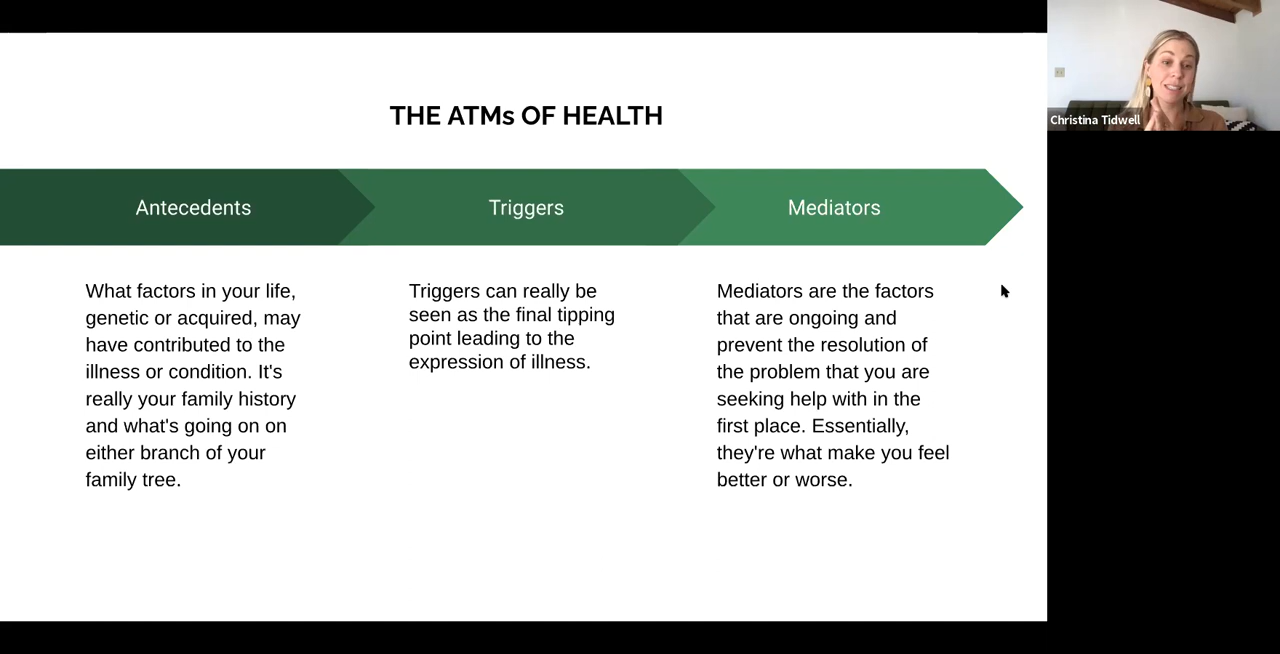 THE ATMs OF HEALTH
Antecedents
Triggers
Mediators
What factors in your life,
genetic or acquired, may
have contributed to the
illness or condition. It's
really your family history
and what's going on on
either branch of your
family tree.
Triggers can really be
seen as the final tipping
point leading to the
expression of illness.
Mediators are the factors
that are ongoing and
prevent the resolution of
the problem that you are
seeking help with in the
first place. Essentially,
they're what make you feel
better or worse.
Christina Tidwell